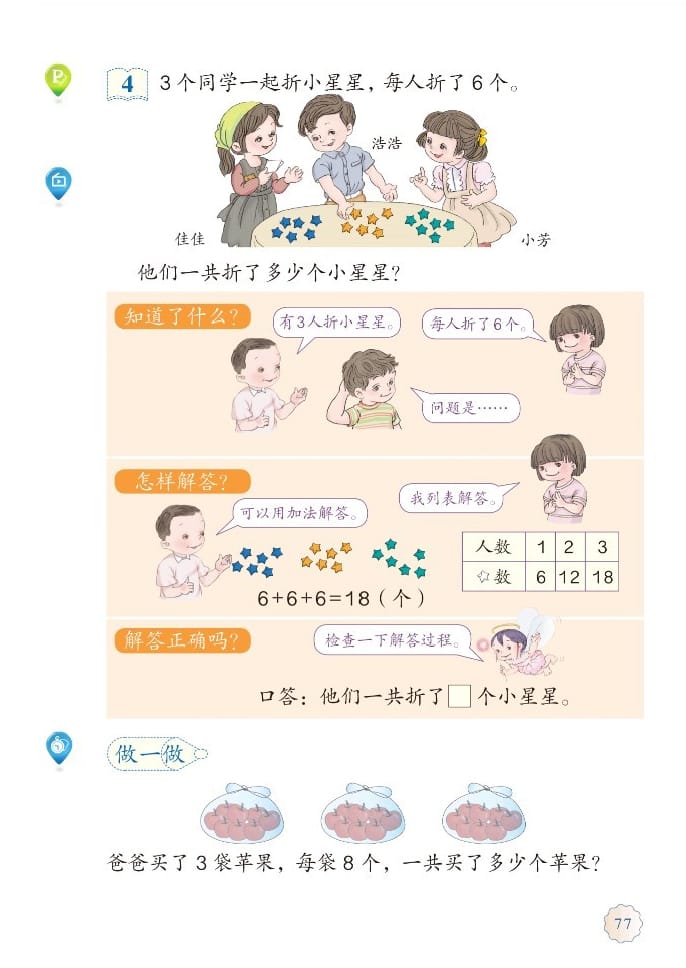 4 3个同学一起折小星星，每人折了6个。
浩浩
佳佳
小芳
他们一共折了多少个小星星？
知道了什么？
有3人折小星星。
每人折了6个。
问题是……
怎样解答？
我列表解答。
可以用加法解答。
人数 1 2 3
☆数 6 12 18
6+6+6=18（个）
解答正确吗？
检查一下解答过程。
口答：他们一共折了□个小星星。
做一做
爸爸买了3袋苹果，每袋8个，一共买了多少个苹果？
77